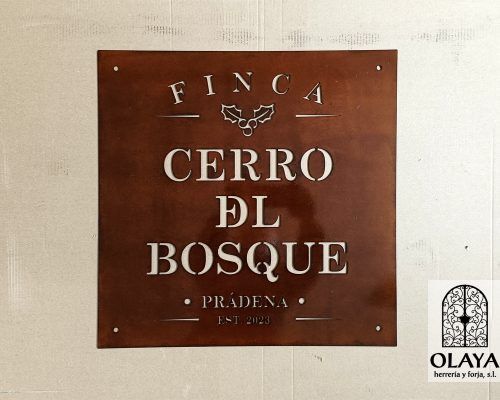 FINCA
CERRO
DEL
BOSQUE
• PRÁDENA •
EST. 2023
OLAYA
herrería y forja, s.l.